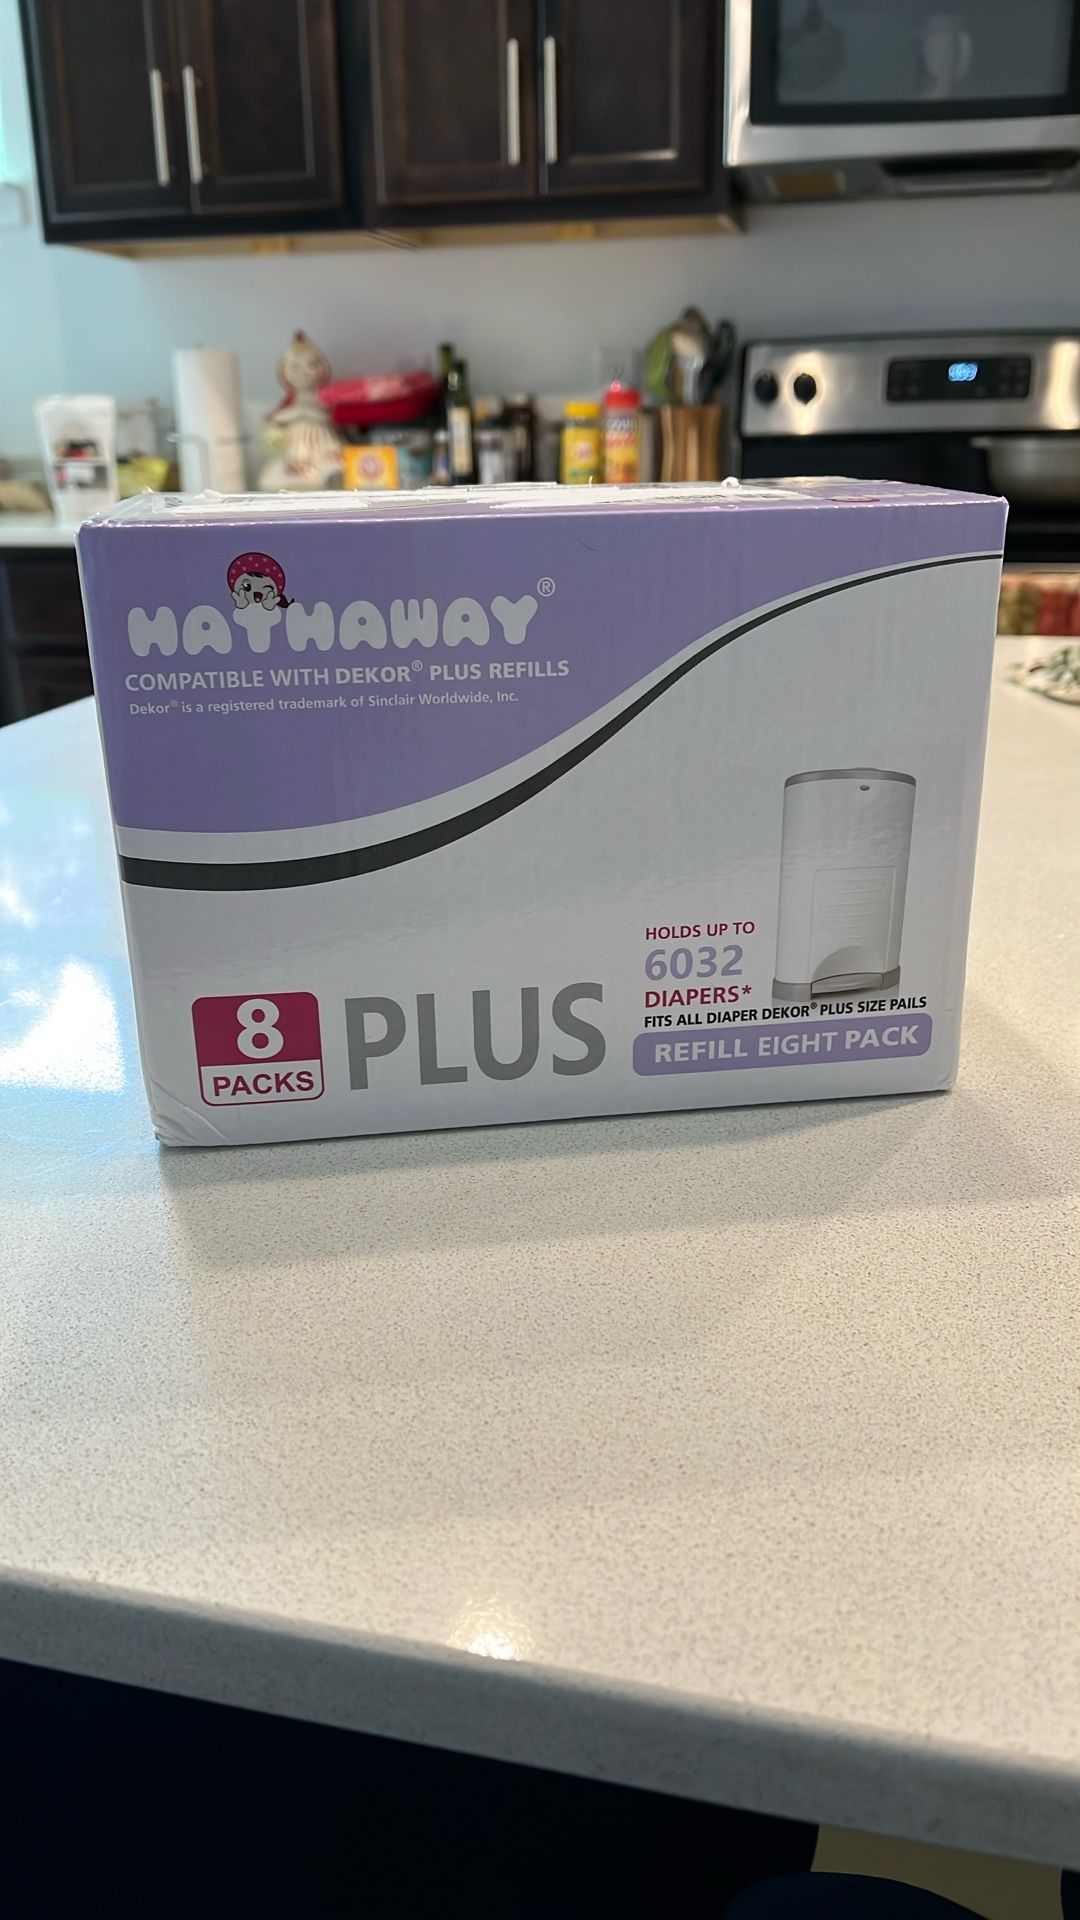 HATHAWAY®
COMPATIBLE WITH DEKOR® PLUS REFILLS
Dekor® is a registered trademark of Sinclair Worldwide, Inc.
HOLDS UP TO
6032
DIAPERS*
FITS ALL DIAPER DEKOR® PLUS SIZE PAILS
REFILL EIGHT PACK
8
PACKS
PLUS